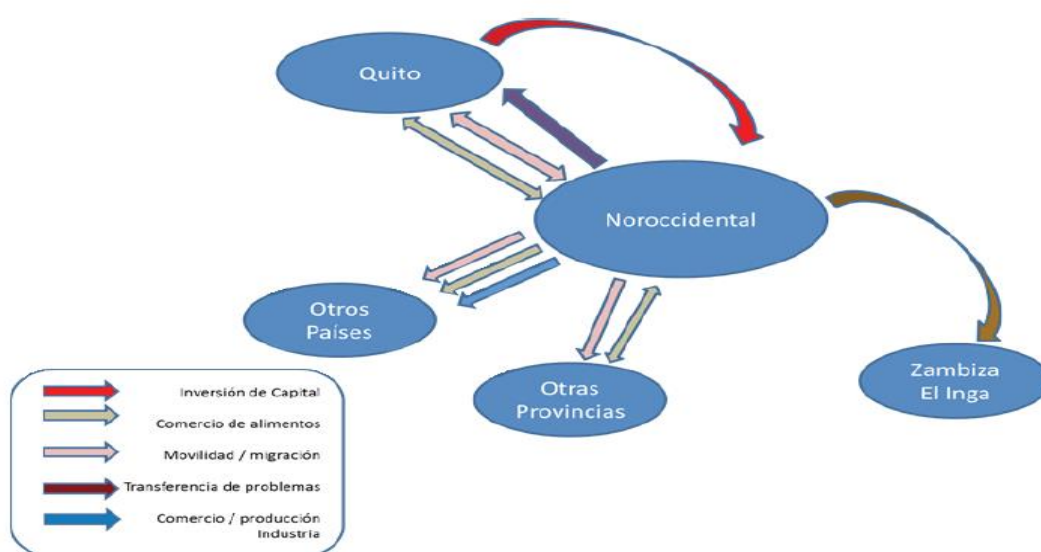 Quito
Noroccidental
Otros
Países
Otras
Provincias
Zambiza
El Inga
Inversión de Capital
Comercio de alimentos
Movilidad / migración
Transferencia de problemas
Comercio / producción
Industria